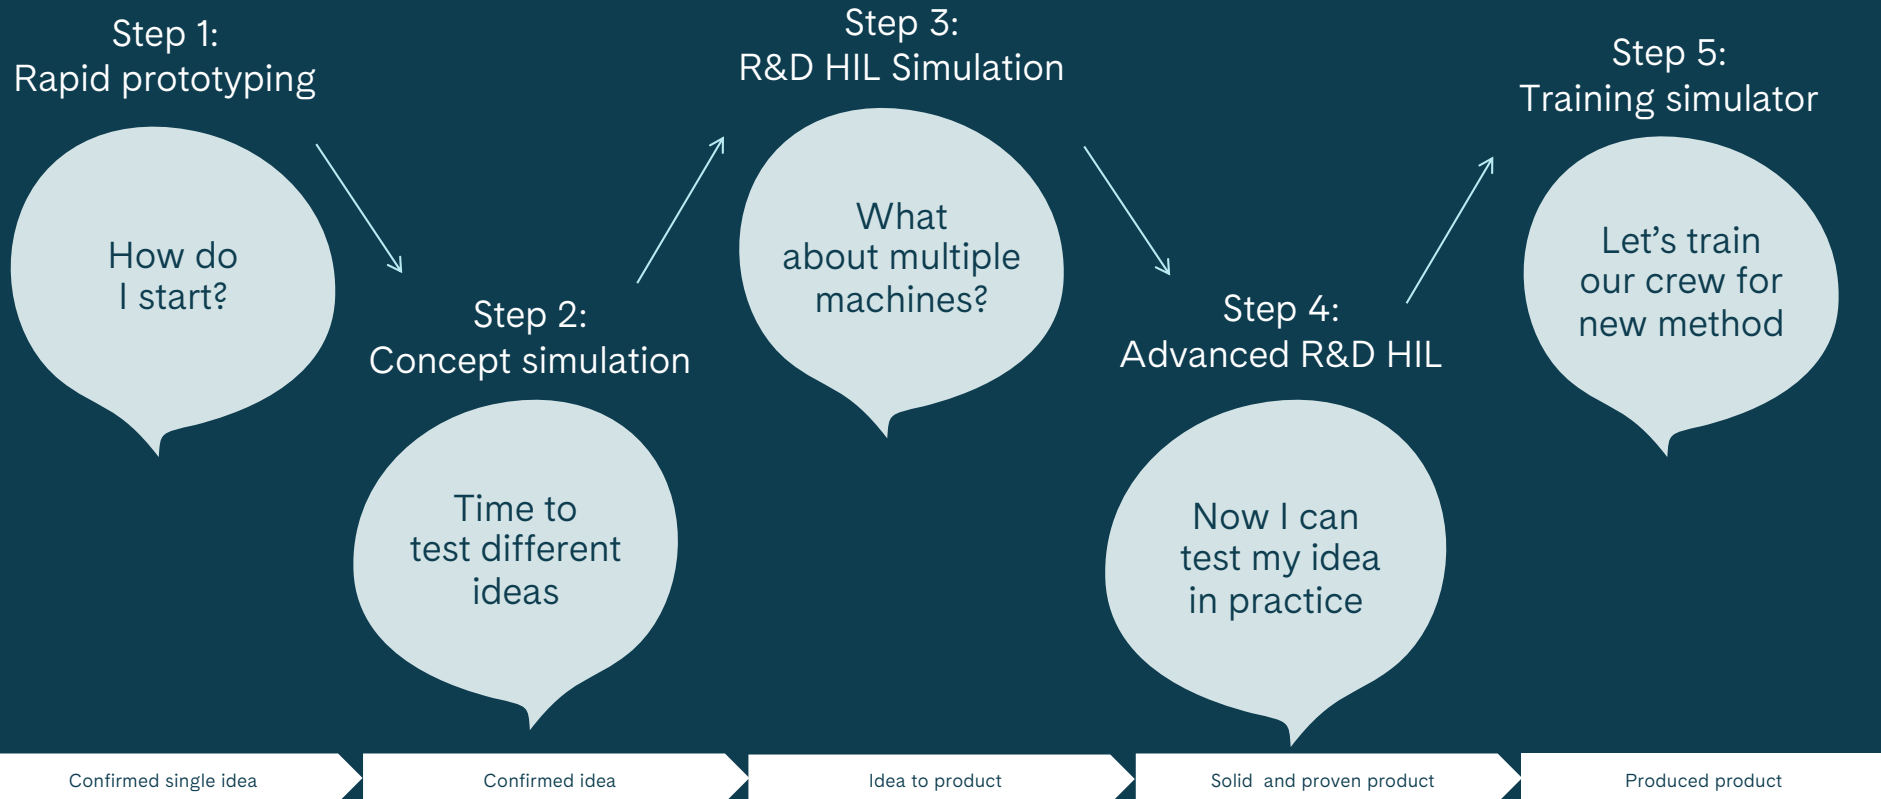 Step 1:
Rapid prototyping
How do
I start?
Step 2:
Concept simulation
Time to
test different
ideas
Step 3:
R&D HIL Simulation
What
about multiple
machines?
Step 4:
Advanced R&D HIL
Now I can
test my idea
in practice
Step 5:
Training simulator
Let’s train
our crew for
new method
Confirmed single idea
Confirmed idea
Idea to product
Solid  and proven product
Produced product